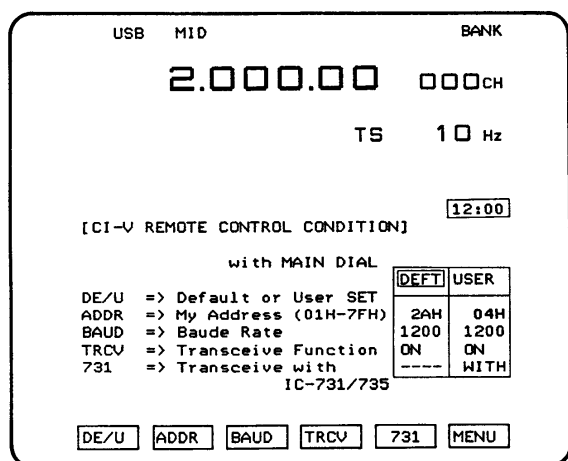 USB MID BANK
2.000.00 000CH
TS 10 Hz
12:00
[CI-V REMOTE CONTROL CONDITION]
with MAIN DIAL
DEFT USER
DE/U => Default or User SET
ADDR => My Address (01H-7FH) 2AH 04H
BAUD => Baude Rate 1200 1200
TRCV => Transceive Function ON ON
731 => Transceive with ---- WITH
IC-731/735
DE/U ADDR BAUD TRCV 731 MENU